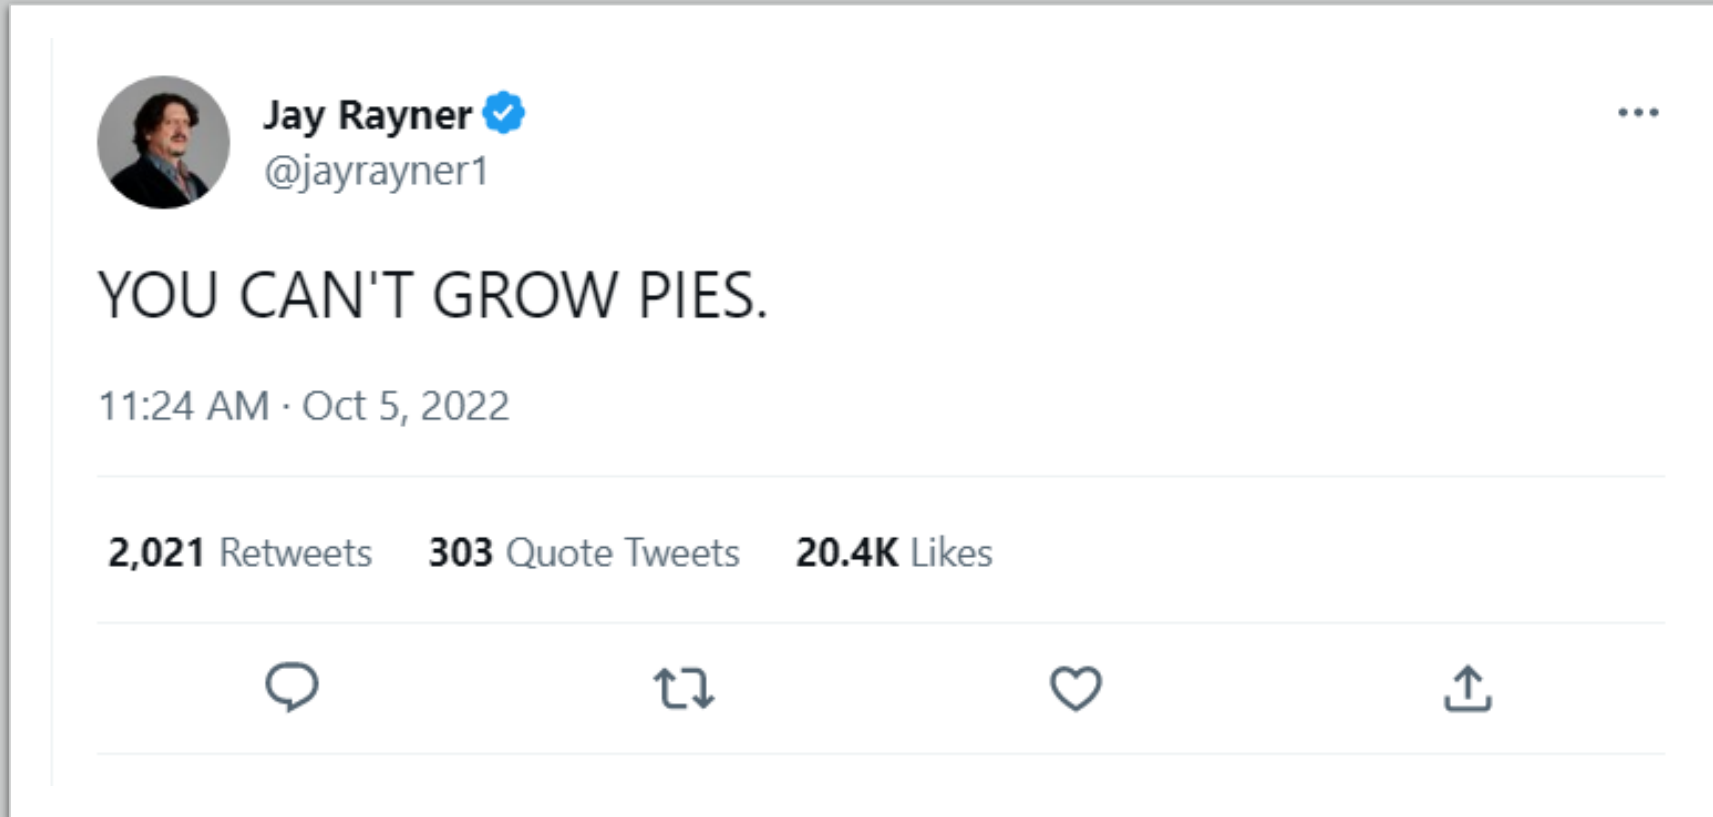 Jay Rayner
@jayrayner1
YOU CAN'T GROW PIES.
11:24 AM · Oct 5, 2022
2,021 Retweets 303 Quote Tweets 20.4K Likes